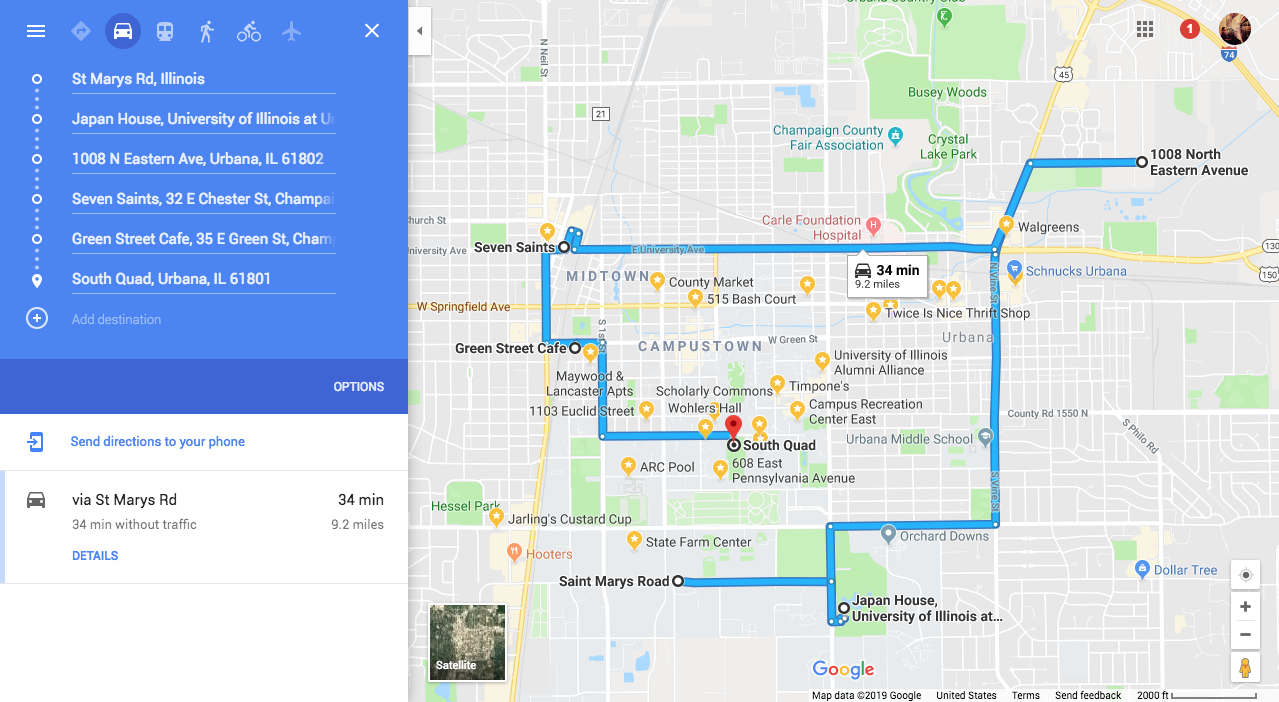 St Marys Rd, Illinois
Japan House, University of Illinois at Ur
1008 N Eastern Ave, Urbana, IL 61802
Seven Saints, 32 E Chester St, Champai
Green Street Cafe, 35 E Green St, Cham
South Quad, Urbana, IL 61801
Add destination
OPTIONS
Send directions to your phone
via St Marys Rd
34 min
34 min without traffic
9.2 miles
DETAILS
Urbana Country Club
N Neil St
1
74
45
Busey Woods
21
Champaign County
Fair Association
Crystal
Lake Park
1008 North
Eastern Avenue
Church St
Carle Foundation
Hospital
Walgreens
University Ave
Seven Saints
E University Ave
130
150
MIDTOWN
County Market
34 min
9.2 miles
N Vine St
Schnucks Urbana
515 Bash Court
W Springfield Ave
Twice Is Nice Thrift Shop
S 1st St
Green Street Cafe
CAMPUSTOWN
W Green St
Urbana
University of Illinois
Alumni Alliance
Maywood &
Lancaster Apts
Scholarly Commons
Timpone's
1103 Euclid Street
Wohlers Hall
Campus Recreation
Center East
County Rd 1550 N
S Philo Rd
Urbana Middle School
South Quad
ARC Pool
608 East
Pennsylvania Avenue
S Vine St
Hessel Park
Jarling's Custard Cup
Orchard Downs
State Farm Center
Hooters
Saint Marys Road
Dollar Tree
Japan House,
University of Illinois at...
Satellite
Google
Map data ©2019 Google
United States
Terms
Send feedback
2000 ft